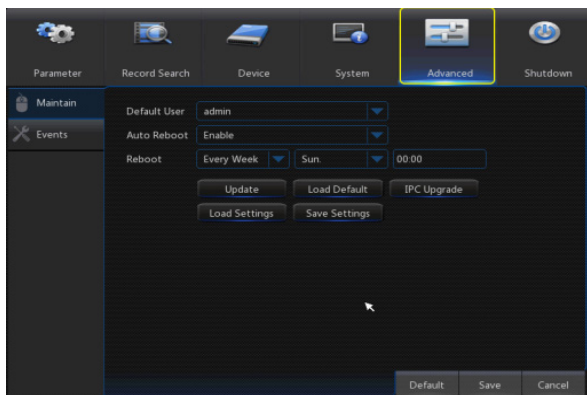 Parameter Record Search Device System Advanced Shutdown
Maintain
Events
Default User admin
Auto Reboot Enable
Reboot Every Week Sun. 00:00
Update Load Default IPC Upgrade
Load Settings Save Settings
Default Save Cancel